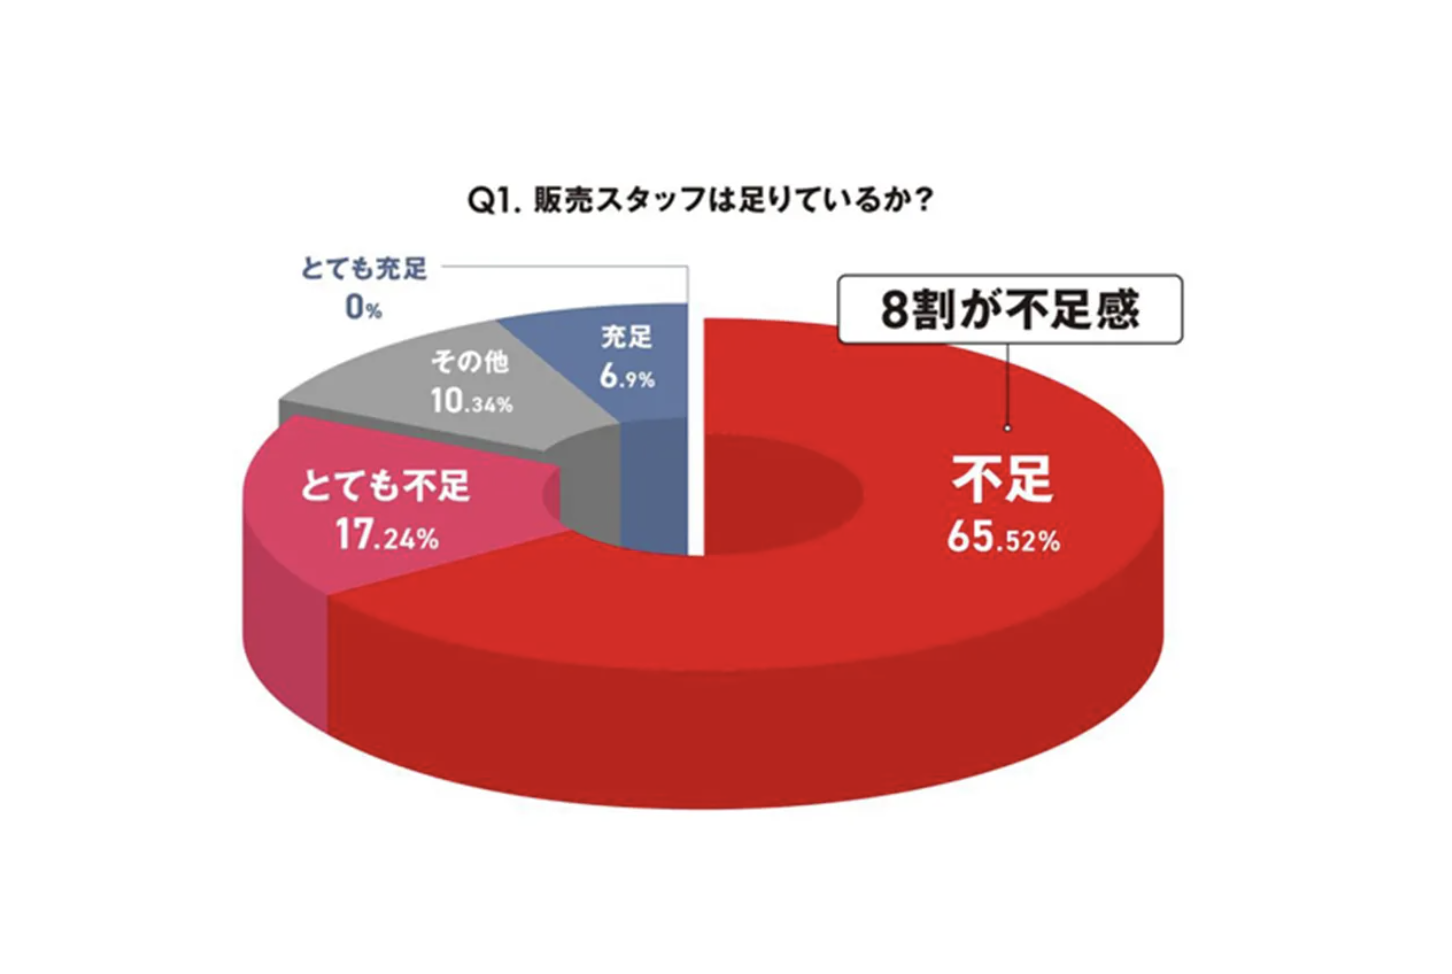 Q1. 販売スタッフは足りているか?
とても充足
0%
8割が不足感
充足
6.9%
その他
10.34%
とても不足
17.24%
不足
65.52%